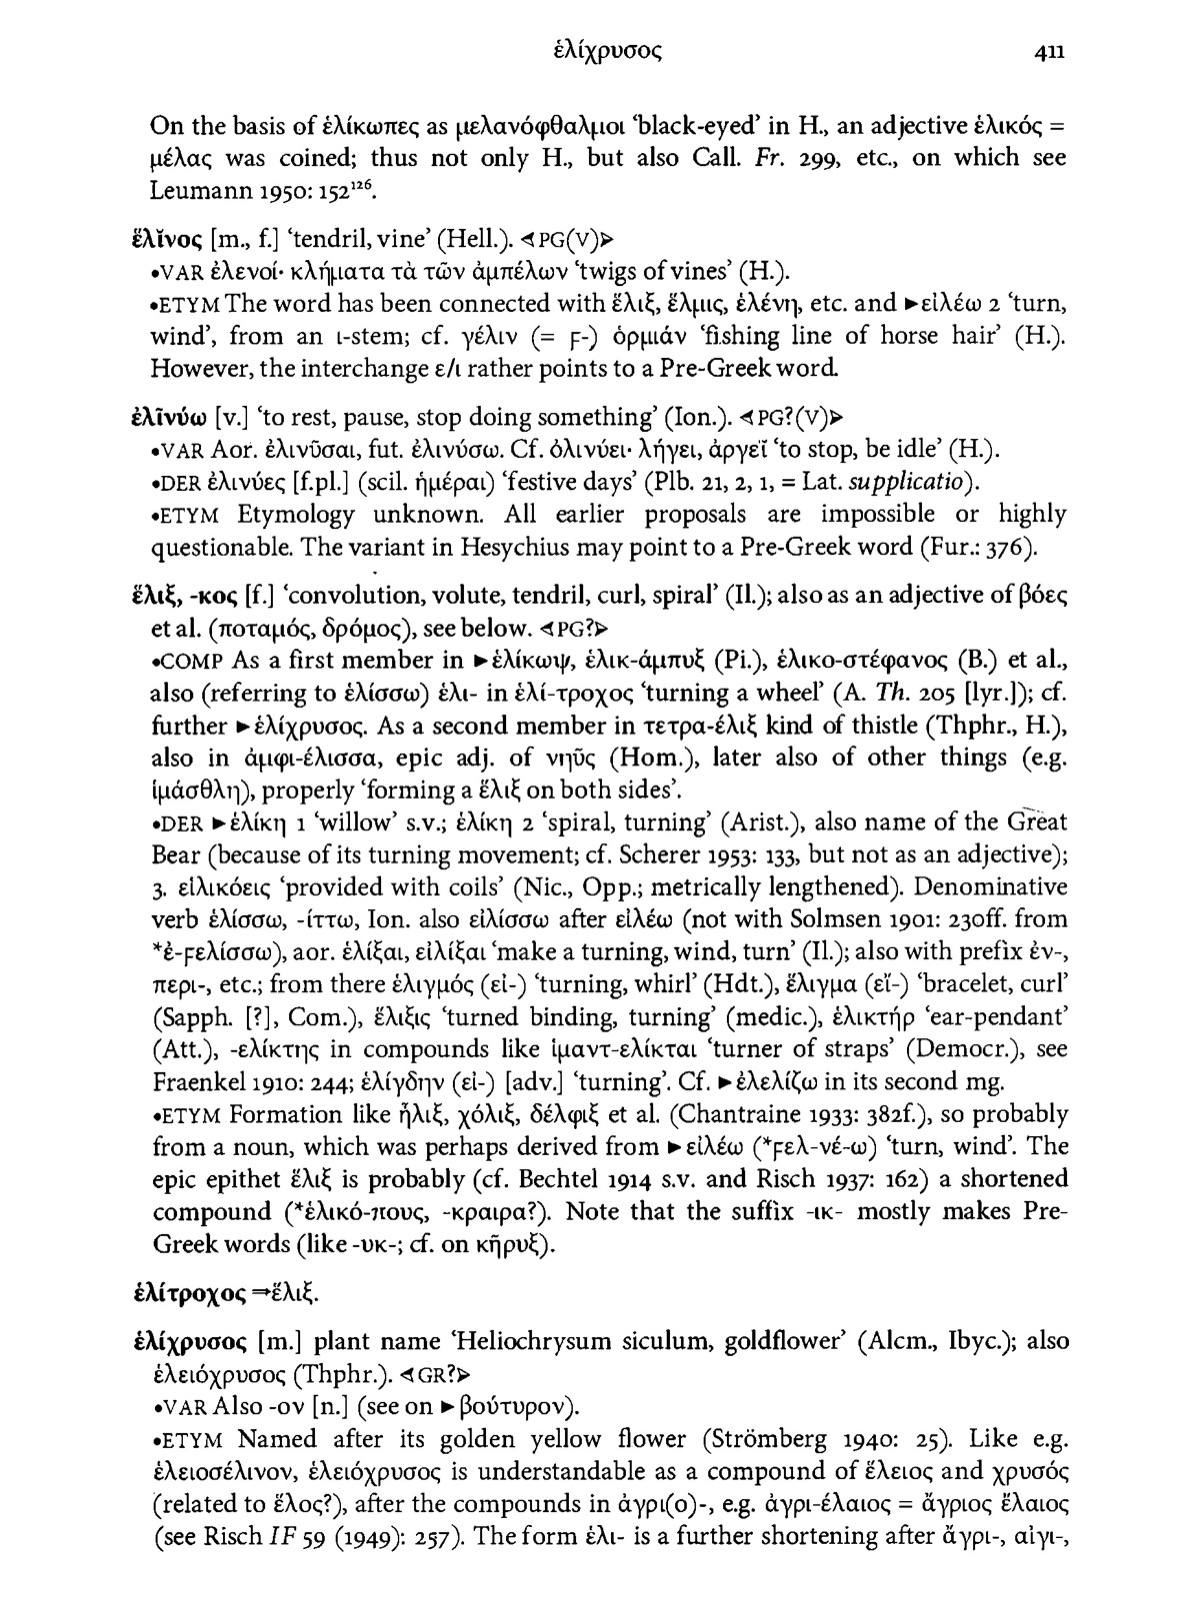 ἑλίχρυσος 411
On the basis of ἑλίκωπες as μελανόφθαλμοι ‘black-eyed’ in H., an adjective ἑλικός =
μέλας was coined; thus not only H., but also Call. Fr. 299, etc., on which see
Leumann 1950: 152¹²⁶.
ἕλῐνος [m., f.] ‘tendril, vine’ (Hell.). ⊲PG(V)⊳
•VAR ἑλενοί· κλήματα τὰ τῶν ἀμπέλων ‘twigs of vines’ (H.).
•ETYM The word has been connected with ἕλιξ, ἕλμις, ἑλένη, etc. and ►εἰλέω 2 ‘turn,
wind’, from an ι-stem; cf. γέλιν (= ϝ-) ὁρμιάν ‘fishing line of horse hair’ (H.).
However, the interchange ε/ι rather points to a Pre-Greek word.
ἐλῑνύω [v.] ‘to rest, pause, stop doing something’ (Ion.). ⊲PG?(V)⊳
•VAR Aor. ἐλινῦσαι, fut. ἐλινύσω. Cf. ὀλινύει· λήγει, ἀργεῖ ‘to stop, be idle’ (H.).
•DER ἐλινύες [f.pl.] (scil. ἡμέραι) ‘festive days’ (Plb. 21, 2, 1, = Lat. supplicatio).
•ETYM Etymology unknown. All earlier proposals are impossible or highly
questionable. The variant in Hesychius may point to a Pre-Greek word (Fur.: 376).
ἕλιξ, -κος [f.] ‘convolution, volute, tendril, curl, spiral’ (Il.); also as an adjective of βόες
et al. (ποταμός, δρόμος), see below. ⊲PG?⊳
•COMP As a first member in ►ἑλίκωψ, ἑλικ-άμπυξ (Pi.), ἑλικο-στέφανος (B.) et al.,
also (referring to ἑλίσσω) ἑλι- in ἑλί-τροχος ‘turning a wheel’ (A. Th. 205 [lyr.]); cf.
further ►ἑλίχρυσος. As a second member in τετρα-έλιξ kind of thistle (Thphr., H.),
also in ἀμφι-έλισσα, epic adj. of νηῦς (Hom.), later also of other things (e.g.
ἱμάσθλη), properly ‘forming a ἕλιξ on both sides’.
•DER ►ἑλίκη 1 ‘willow’ s.v.; ἑλίκη 2 ‘spiral, turning’ (Arist.), also name of the Great
Bear (because of its turning movement; cf. Scherer 1953: 133, but not as an adjective);
3. εἱλικόεις ‘provided with coils’ (Nic., Opp.; metrically lengthened). Denominative
verb ἑλίσσω, -ίττω, Ion. also εἱλίσσω after εἱλέω (not with Solmsen 1901: 230ff. from
*ἐ-ϝελίσσω), aor. ἑλίξαι, εἱλίξαι ‘make a turning, wind, turn’ (Il.); also with prefix ἐν-,
περι-, etc.; from there ἑλιγμός (εἱ-) ‘turning, whirl’ (Hdt.), ἕλιγμα (εἵ-) ‘bracelet, curl’
(Sapph. [?], Com.), ἕλιξις ‘turned binding, turning’ (medic.), ἑλικτήρ ‘ear-pendant’
(Att.), -ελίκτης in compounds like ἱμαντ-ελίκται ‘turner of straps’ (Democr.), see
Fraenkel 1910: 244; ἑλίγδην (εἱ-) [adv.] ‘turning’. Cf. ►ἐλελίζω in its second mg.
•ETYM Formation like ἧλιξ, χόλιξ, δέλφιξ et al. (Chantraine 1933: 382f.), so probably
from a noun, which was perhaps derived from ►εἰλέω (*ϝελ-νέ-ω) ‘turn, wind’. The
epic epithet ἕλιξ is probably (cf. Bechtel 1914 s.v. and Risch 1937: 162) a shortened
compound (*ἑλικό-πους, -κραιρα?). Note that the suffix -ικ- mostly makes Pre-
Greek words (like -υκ-; cf. on κῆρυξ).
ἑλίτροχος ⇒ἕλιξ.
ἑλίχρυσος [m.] plant name ‘Heliochrysum siculum, goldflower’ (Alcm., Ibyc.); also
ἑλειόχρυσος (Thphr.). ⊲GR?⊳
•VAR Also -ον [n.] (see on ►βούτυρον).
•ETYM Named after its golden yellow flower (Strömberg 1940: 25). Like e.g.
ἑλειοσέλινον, ἑλειόχρυσος is understandable as a compound of ἕλειος and χρυσός
(related to ἕλος?), after the compounds in ἀγρι(ο)-, e.g. ἀγρι-έλαιος = ἄγριος ἔλαιος
(see Risch IF 59 (1949): 257). The form ἑλι- is a further shortening after ἄγρι-, αἰγι-,